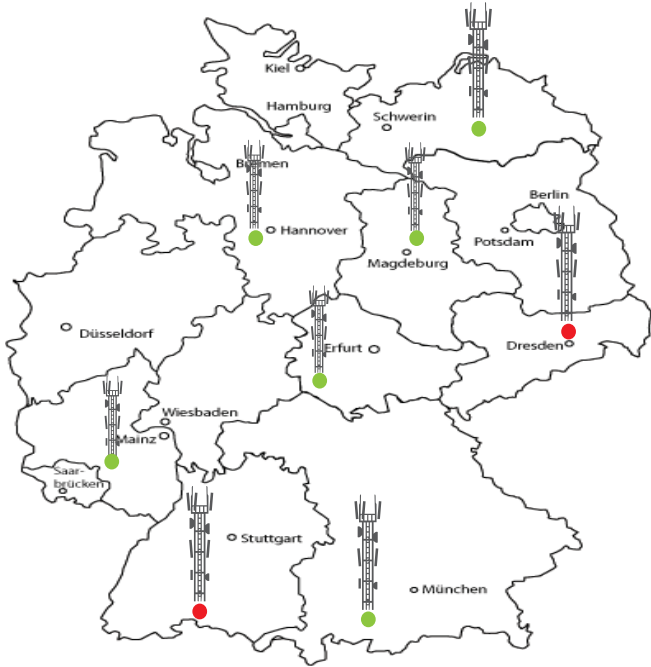 Kiel
Hamburg
Schwerin
Bremen
Berlin
Hannover
Potsdam
Magdeburg
Düsseldorf
Erfurt
Dresden
Wiesbaden
Mainz
Saar-
brücken
Stuttgart
München